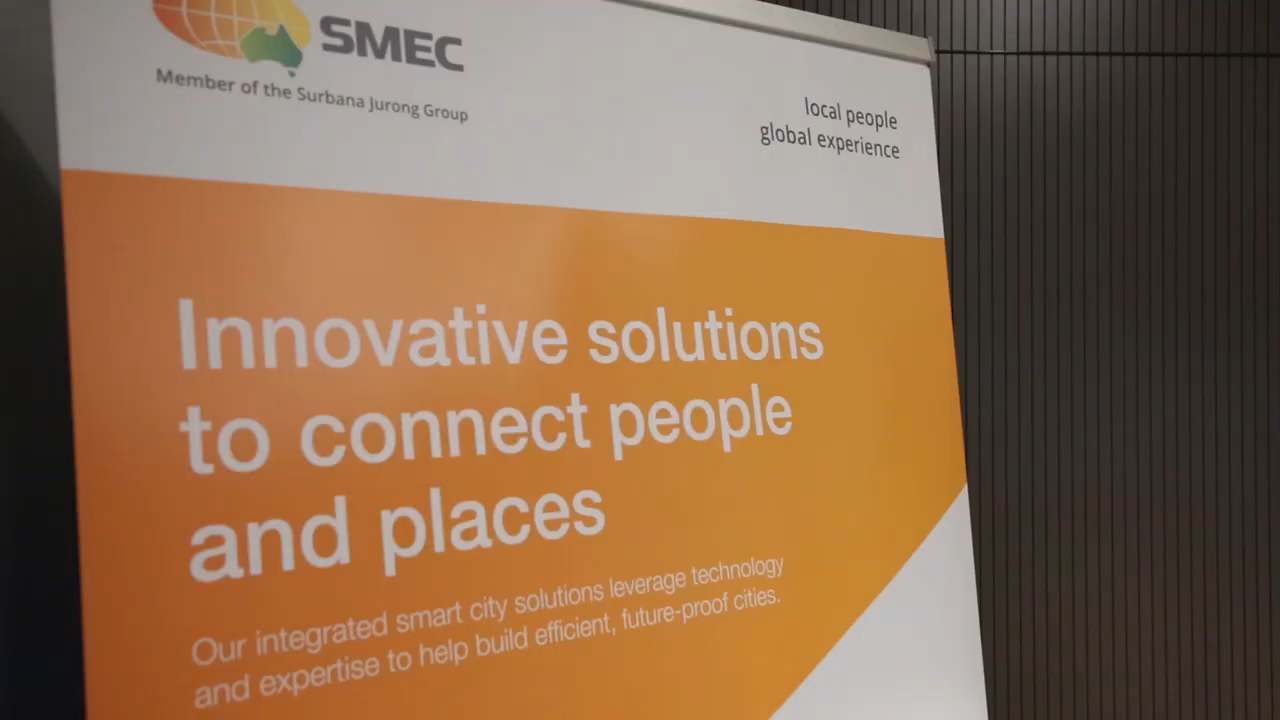 SMEC
Member of the Surbana Jurong Group
local people
global experience
Innovative solutions
to connect people
and places
Our integrated smart city solutions leverage technology
and expertise to help build efficient, future-proof cities.